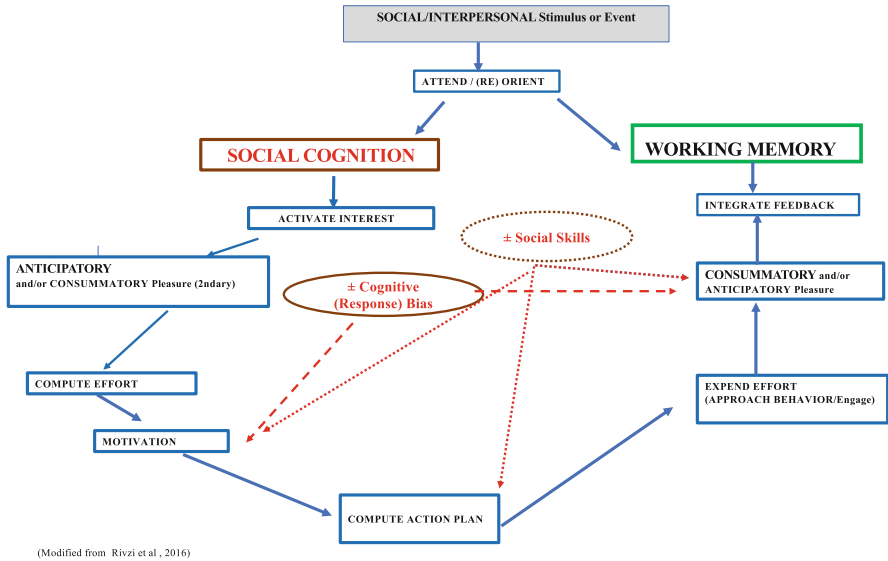 SOCIAL/INTERPERSONAL Stimulus or Event
ATTEND / (RE) ORIENT
SOCIAL COGNITION
WORKING MEMORY
ACTIVATE INTEREST
INTEGRATE FEEDBACK
± Social Skills
ANTICIPATORY
and/or CONSUMMATORY Pleasure (2ndary)
± Cognitive
(Response) Bias
CONSUMMATORY and/or
ANTICIPATORY Pleasure
COMPUTE EFFORT
EXPEND EFFORT
(APPROACH BEHAVIOR/Engage)
MOTIVATION
COMPUTE ACTION PLAN
(Modified from Rivzi et al , 2016)